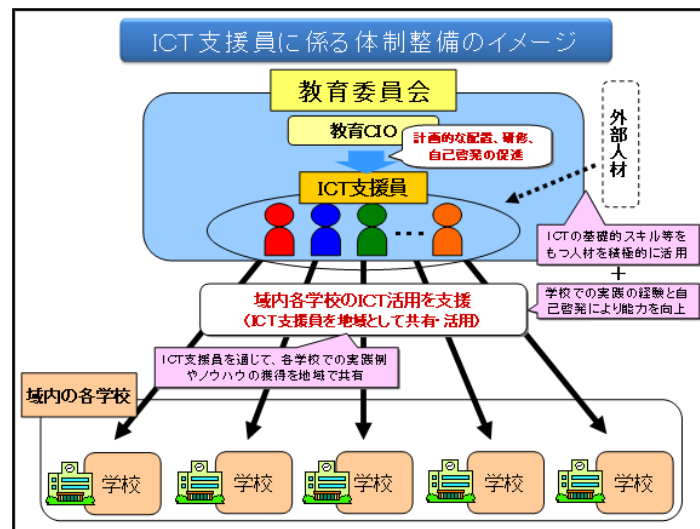 ICT支援員に係る体制整備のイメージ
教育委員会
教育CIO
計画的な配置、研修、
自己啓発の促進
外部人材
ICT支援員
ICTの基礎的スキル等を
もつ人材を積極的に活用
+
学校での実践の経験と自
己啓発により能力を向上
域内各学校のICT活用を支援
(ICT支援員を地域として共有・活用)
ICT支援員を通じて、各学校での実践例
やノウハウの獲得を地域で共有
域内の各学校
学校
学校
学校
学校
学校